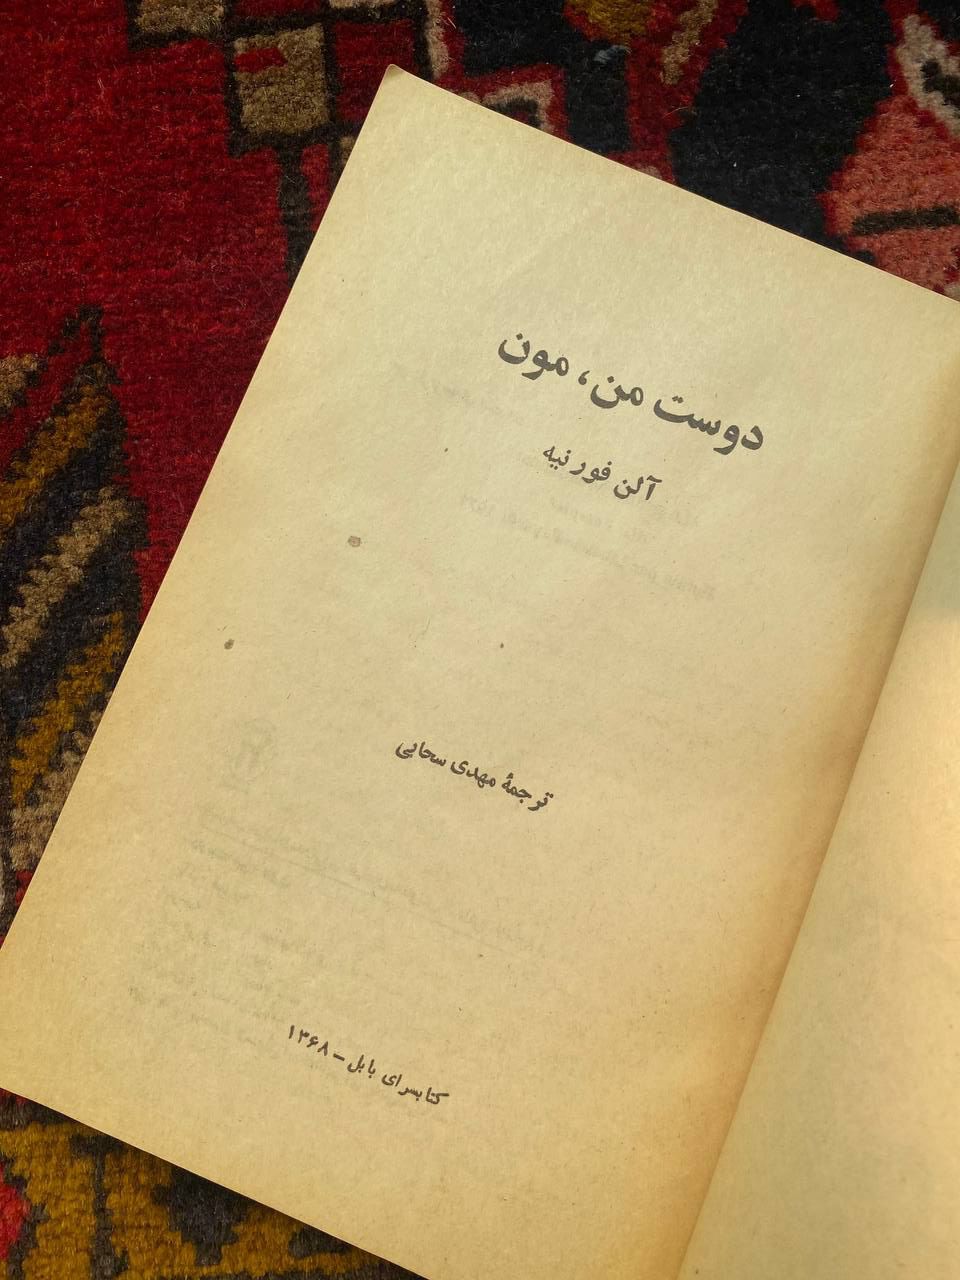 دوست من، مون
آلن فورنیه
ترجمهٔ مهدی سحابی
کتابسرای بابل – ۱۳۶۸